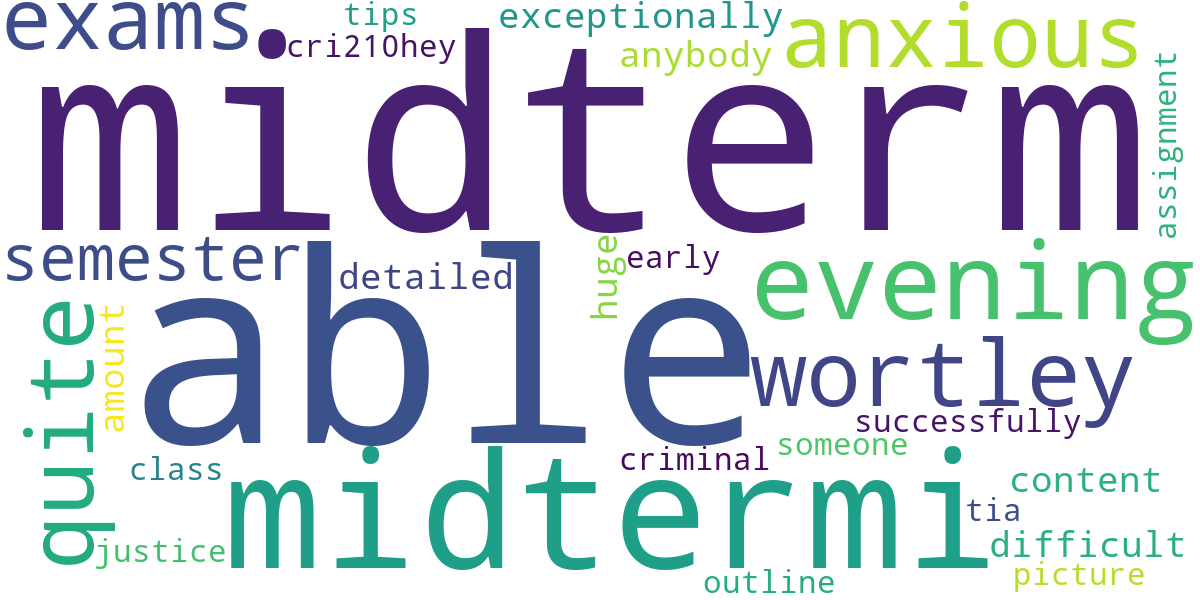 exams
tips
exceptionally
anxious
cri210hey
anybody
midterm
assignment
semester
detailed
huge
early
evening
able
quite
amount
wortley
successfully
someone
class
criminal
midtermi
content
tia
justice
difficult
outline
picture